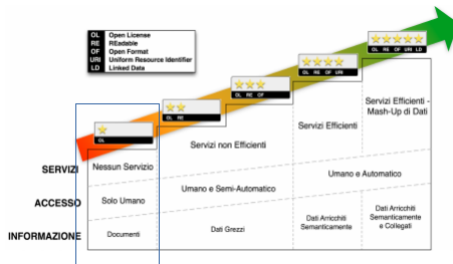 OL Open License
RE REadable
OF Open Format
URI Uniform Resource Identifier
LD Linked Data
OL
OL RE
OL RE OF
OL RE OF URI
OL RE OF URI LD
SERVIZI
Nessun Servizio
Servizi non Efficienti
Servizi Efficienti
Servizi Efficienti -
Mash-Up di Dati
ACCESSO
Solo Umano
Umano e Semi-Automatico
Umano e Automatico
INFORMAZIONE
Documenti
Dati Grezzi
Dati Arricchiti
Semanticamente
Dati Arricchiti
Semanticamente
e Collegati